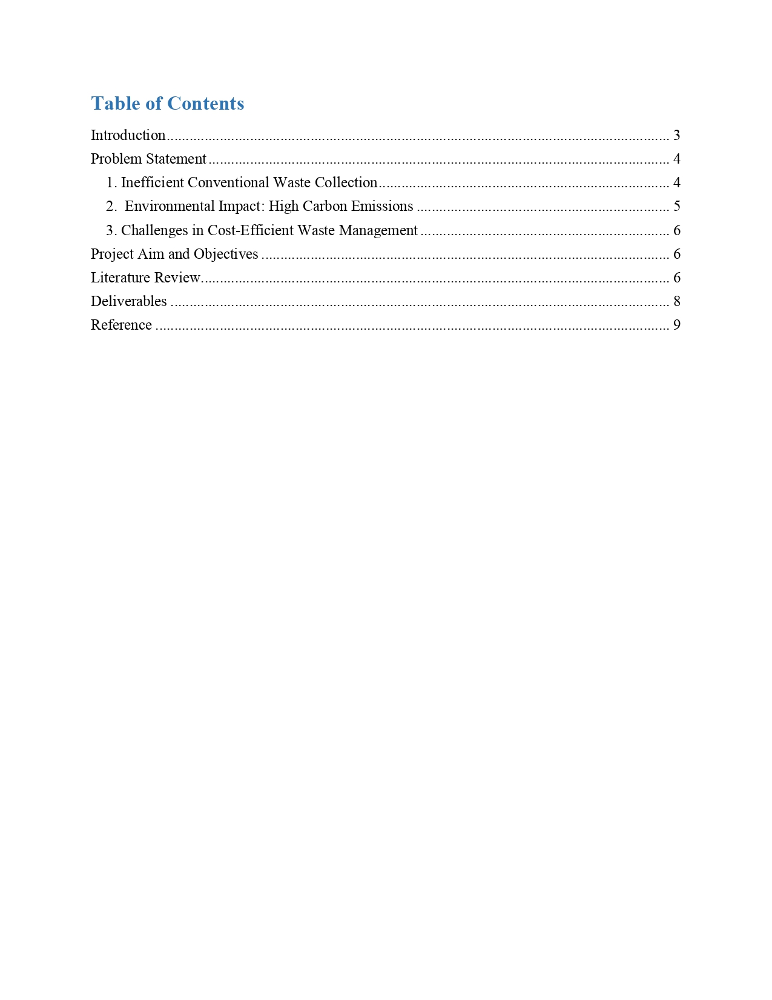 Table of Contents
Introduction.................................................................................................................................... 3
Problem Statement......................................................................................................................... 4
1. Inefficient Conventional Waste Collection............................................................................. 4
2.  Environmental Impact: High Carbon Emissions ................................................................... 5
3. Challenges in Cost-Efficient Waste Management .................................................................. 6
Project Aim and Objectives ............................................................................................................ 6
Literature Review............................................................................................................................ 6
Deliverables .................................................................................................................................... 8
Reference ........................................................................................................................................ 9